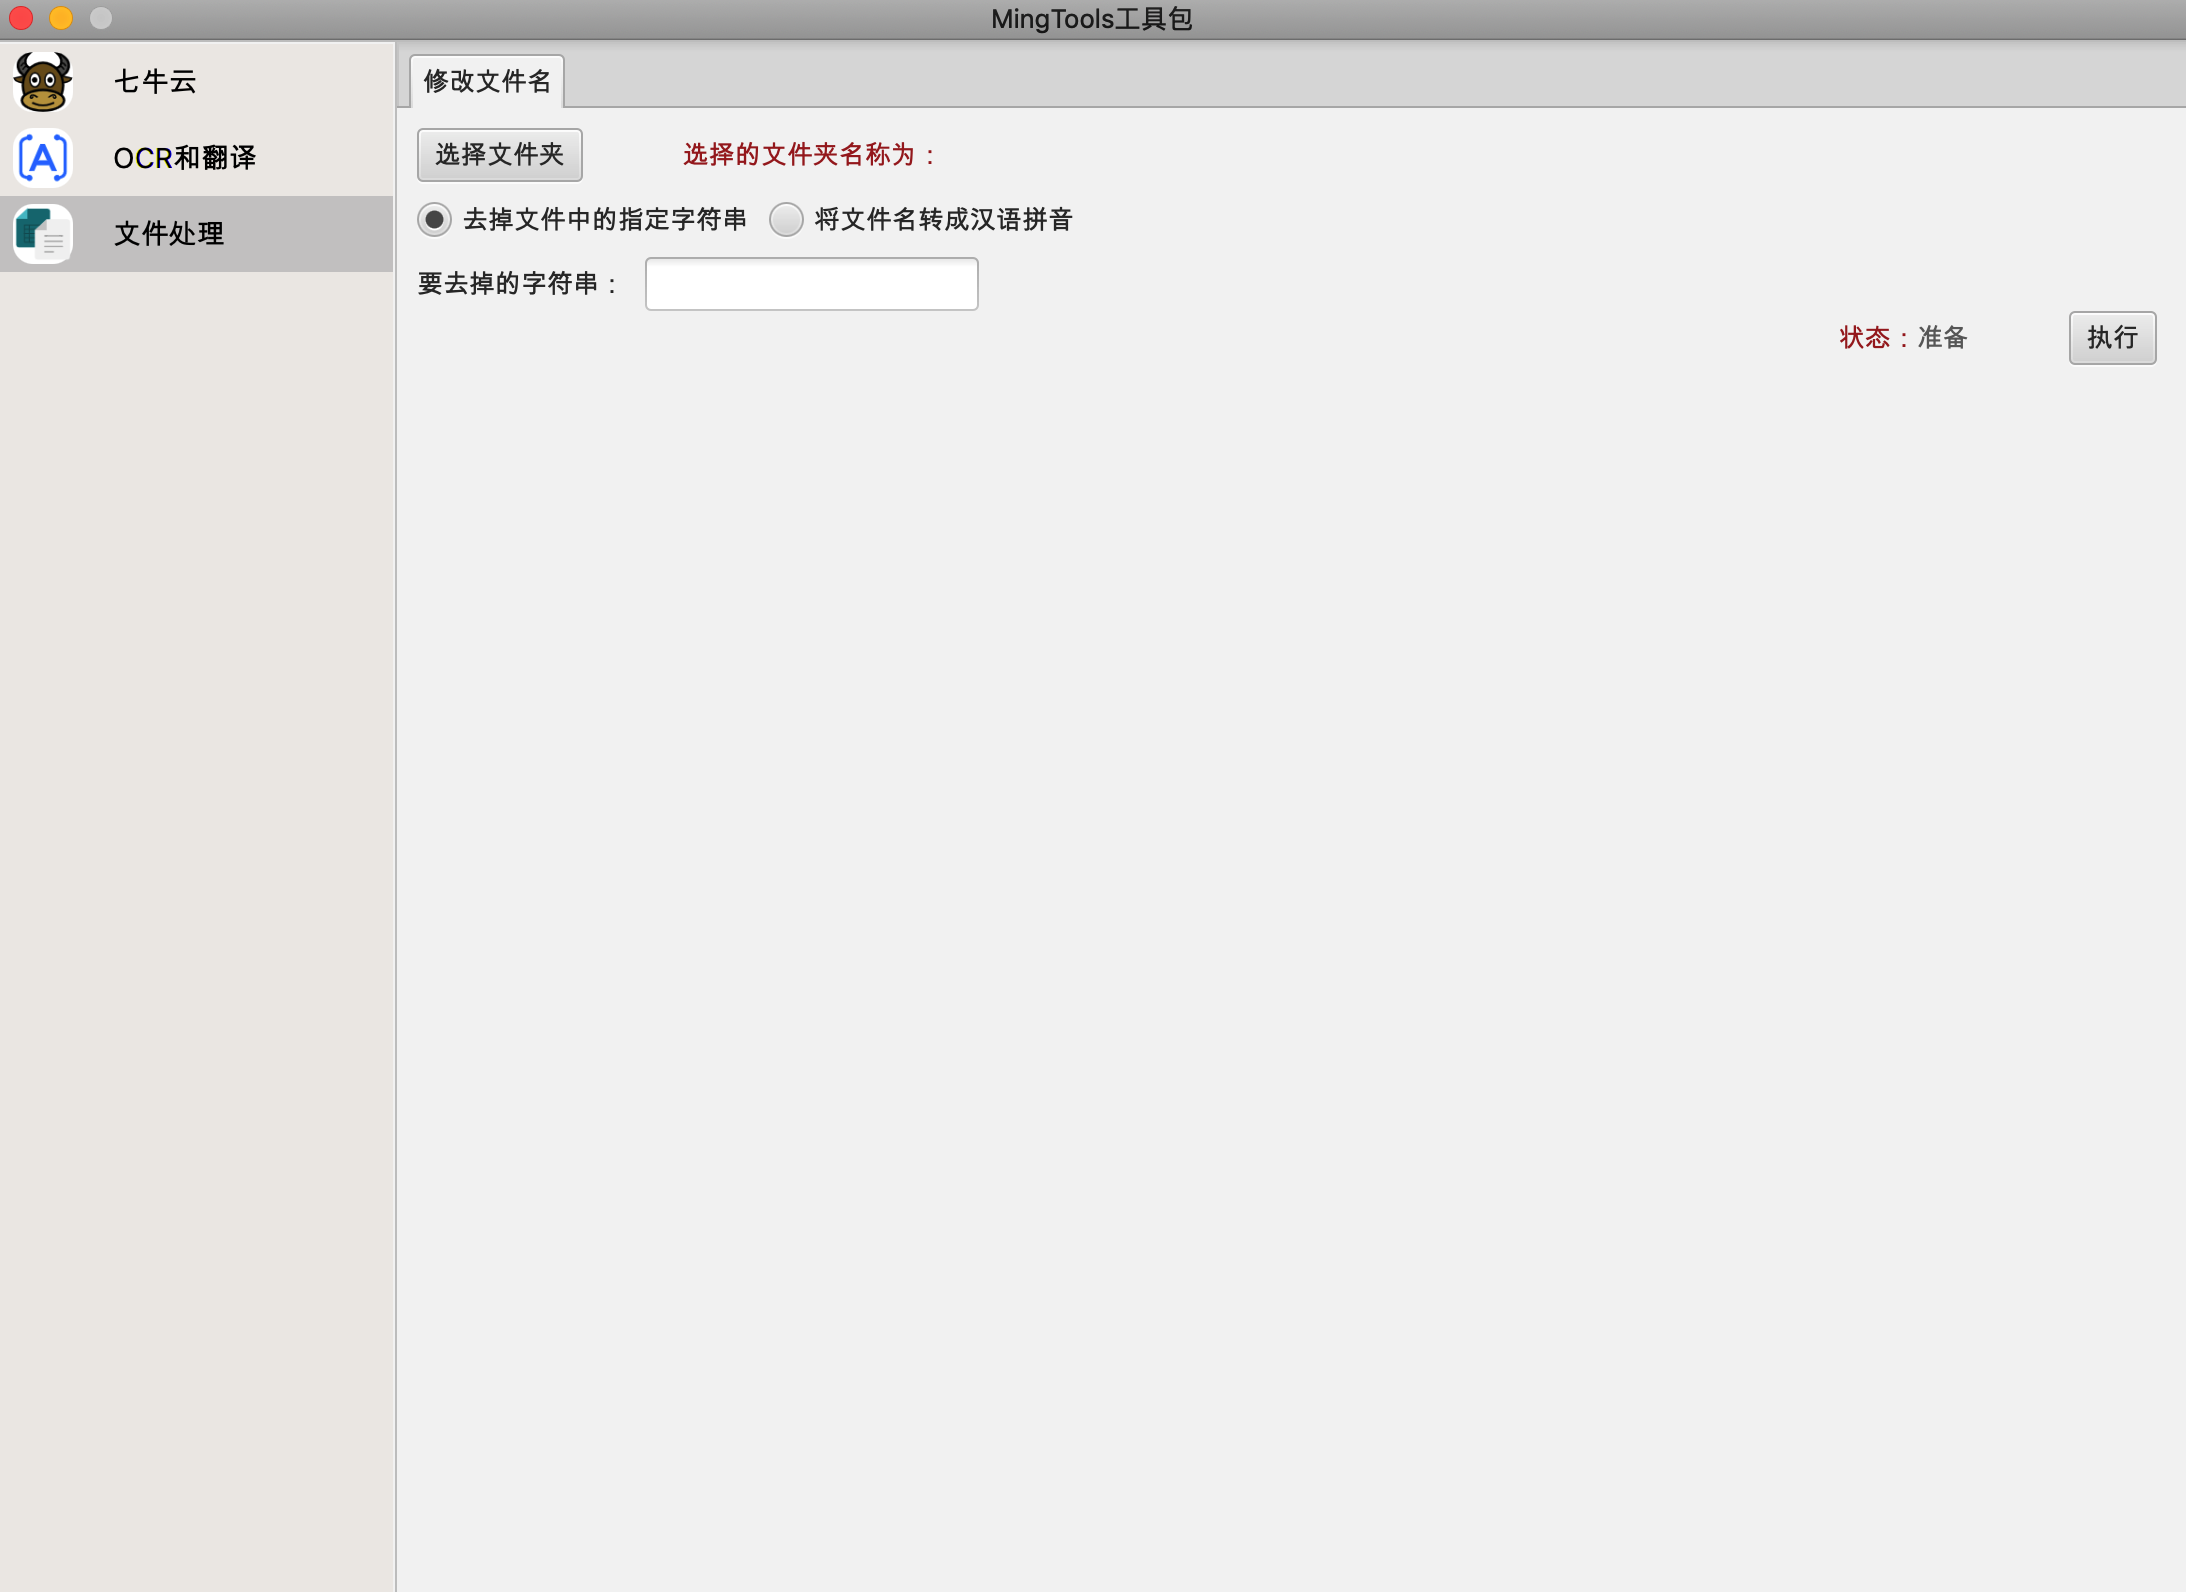 MingTools工具包
七牛云
OCR和翻译
文件处理
修改文件名
选择文件夹 选择的文件夹名称为：
去掉文件中的指定字符串 将文件名转成汉语拼音
要去掉的字符串：
状态：准备 执行